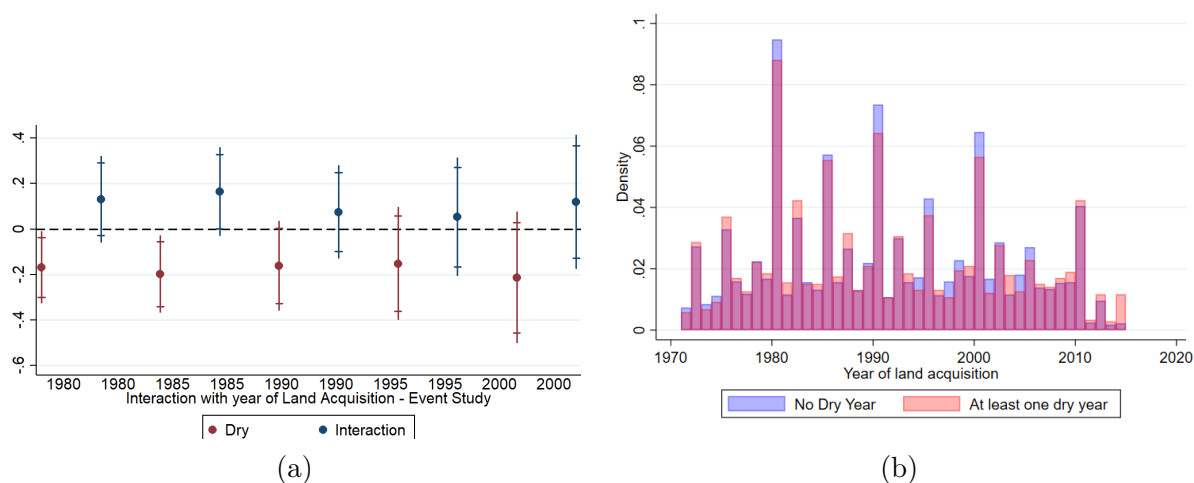 .4
.2
0
-.2
-.4
-.6
1980 1980 1985 1985 1990 1990 1995 1995 2000 2000
Interaction with year of Land Acquisition - Event Study
Dry Interaction
(a)
.1
.08
.06
.04
.02
0
Density
1970 1980 1990 2000 2010 2020
Year of land acquisition
No Dry Year At least one dry year
(b)